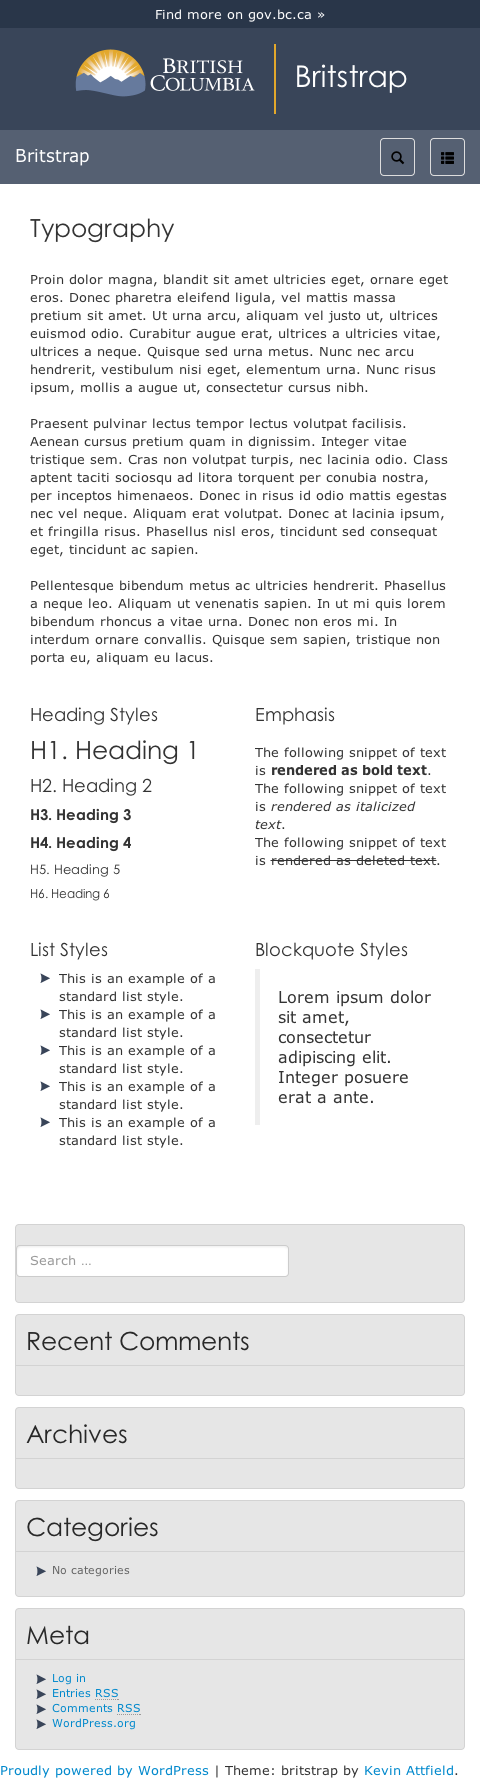 Find more on gov.bc.ca »
BRITISH
COLUMBIA
Britstrap
Britstrap
Typography
Proin dolor magna, blandit sit amet ultricies eget, ornare eget
eros. Donec pharetra eleifend ligula, vel mattis massa
pretium sit amet. Ut urna arcu, aliquam vel justo ut, ultrices
euismod odio. Curabitur augue erat, ultrices a ultricies vitae,
ultrices a neque. Quisque sed urna metus. Nunc nec arcu
hendrerit, vestibulum nisi eget, elementum urna. Nunc risus
ipsum, mollis a augue ut, consectetur cursus nibh.
Praesent pulvinar lectus tempor lectus volutpat facilisis.
Aenean cursus pretium quam in dignissim. Integer vitae
tristique sem. Cras non volutpat turpis, nec lacinia odio. Class
aptent taciti sociosqu ad litora torquent per conubia nostra,
per inceptos himenaeos. Donec in risus id odio mattis egestas
nec vel neque. Aliquam erat volutpat. Donec at lacinia ipsum,
et fringilla risus. Phasellus nisl eros, tincidunt sed consequat
eget, tincidunt ac sapien.
Pellentesque bibendum metus ac ultricies hendrerit. Phasellus
a neque leo. Aliquam ut venenatis sapien. In ut mi quis lorem
bibendum rhoncus a vitae urna. Donec non eros mi. In
interdum ornare convallis. Quisque sem sapien, tristique non
porta eu, aliquam eu lacus.
Heading Styles
H1. Heading 1
H2. Heading 2
H3. Heading 3
H4. Heading 4
H5. Heading 5
H6. Heading 6
Emphasis
The following snippet of text
is rendered as bold text.
The following snippet of text
is rendered as italicized
text.
The following snippet of text
is rendered as deleted text.
List Styles
This is an example of a
standard list style.
This is an example of a
standard list style.
This is an example of a
standard list style.
This is an example of a
standard list style.
This is an example of a
standard list style.
Blockquote Styles
Lorem ipsum dolor
sit amet,
consectetur
adipiscing elit.
Integer posuere
erat a ante.
Search ...
Recent Comments
Archives
Categories
No categories
Meta
Log in
Entries RSS
Comments RSS
WordPress.org
Proudly powered by WordPress | Theme: britstrap by Kevin Attfield.